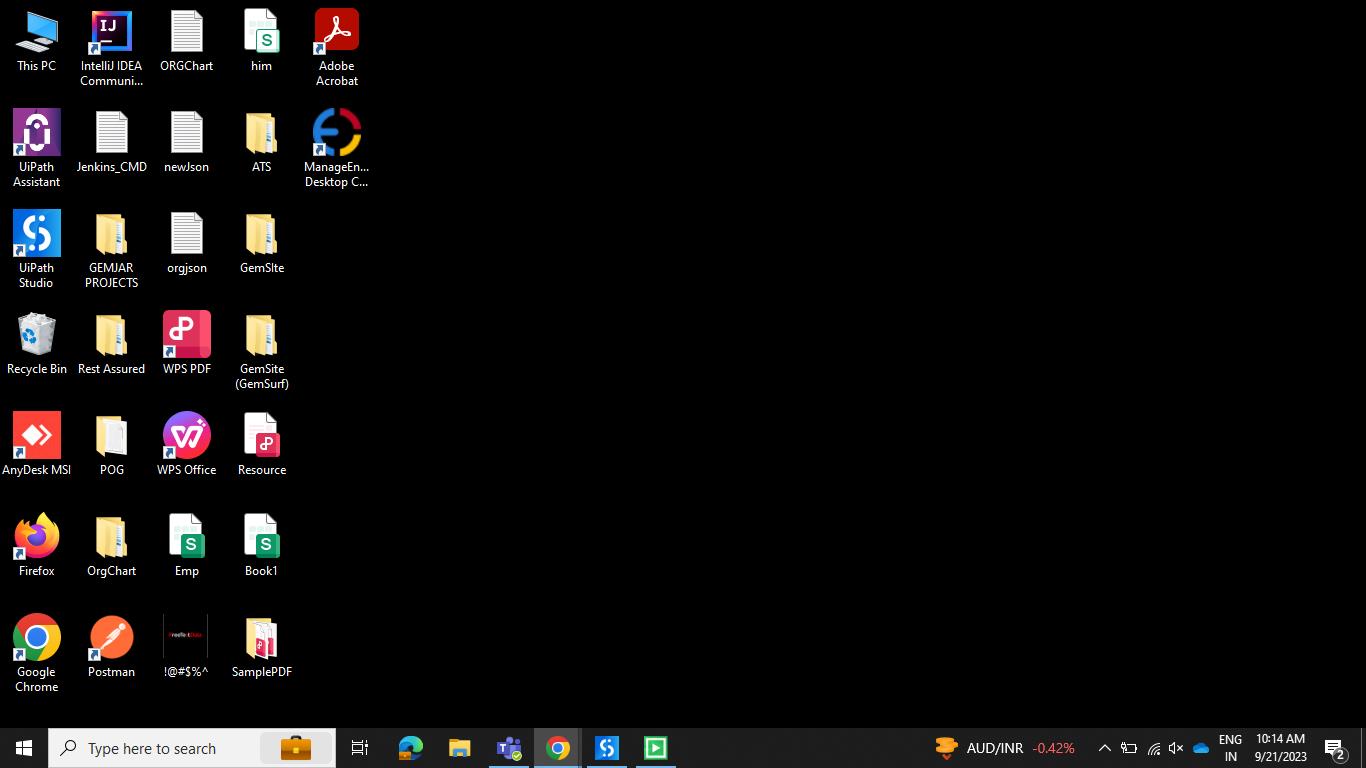 This PC
IntelliJ IDEA
Communi...
ORGChart
him
Adobe
Acrobat
UiPath
Assistant
Jenkins_CMD
newJson
ATS
ManageEn...
Desktop C...
UiPath
Studio
GEMJAR
PROJECTS
orgjson
GemSIte
Recycle Bin
Rest Assured
WPS PDF
GemSite
(GemSurf)
AnyDesk MSI
POG
WPS Office
Resource
Firefox
OrgChart
Emp
Book1
Google
Chrome
Postman
!@#$%^
SamplePDF
Type here to search
AUD/INR -0.42%
ENG
IN
10:14 AM
9/21/2023
2